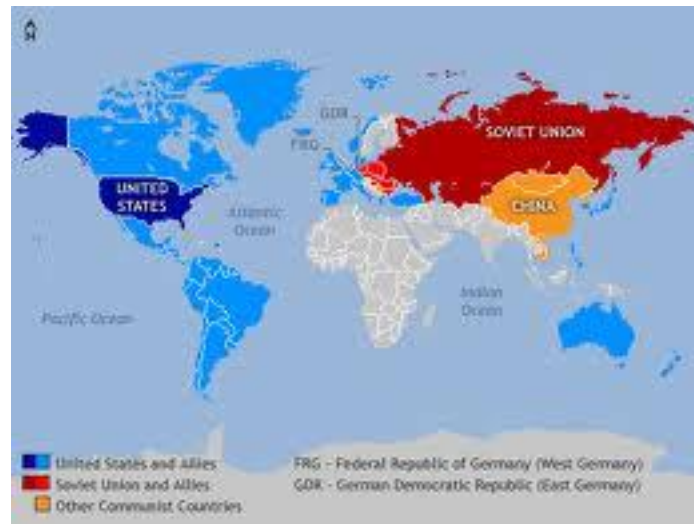 N
GDR
FRG
SOVIET UNION
UNITED
STATES
CHINA
Atlantic
Ocean
Indian
Ocean
Pacific Ocean
United States and Allies
Soviet Union and Allies
Other Communist Countries
FRG - Federal Republic of Germany (West Germany)
GDR - German Democratic Republic (East Germany)